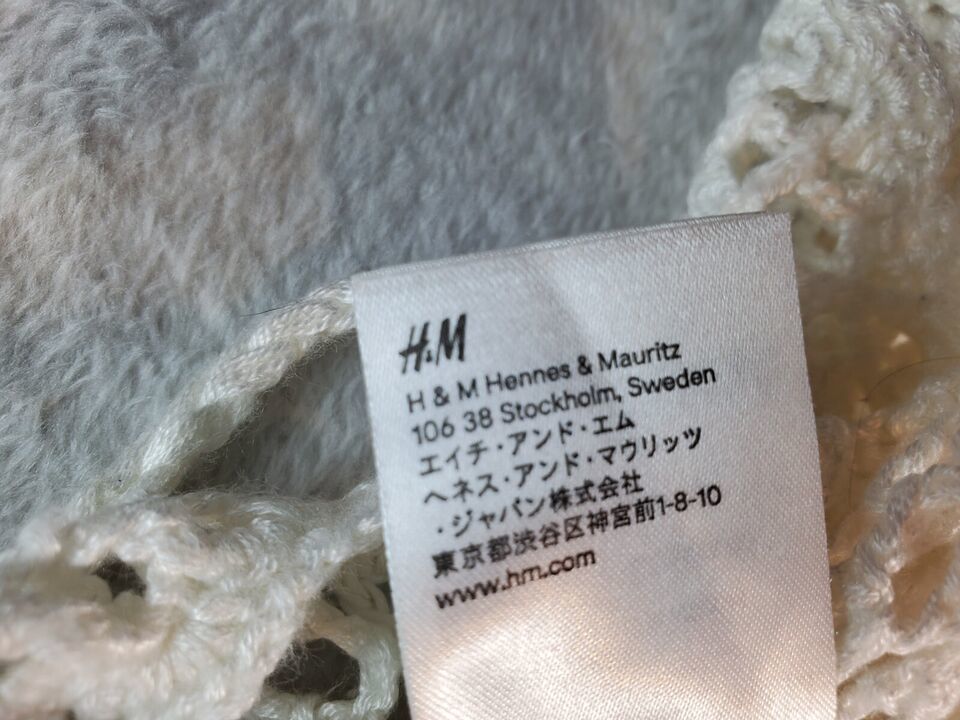 H&M
H & M Hennes & Mauritz
106 38 Stockholm, Sweden
エイチ・アンド・エム
ヘネス・アンド・マウリッツ
・ジャパン株式会社
東京都渋谷区神宮前1-8-10
www.hm.com